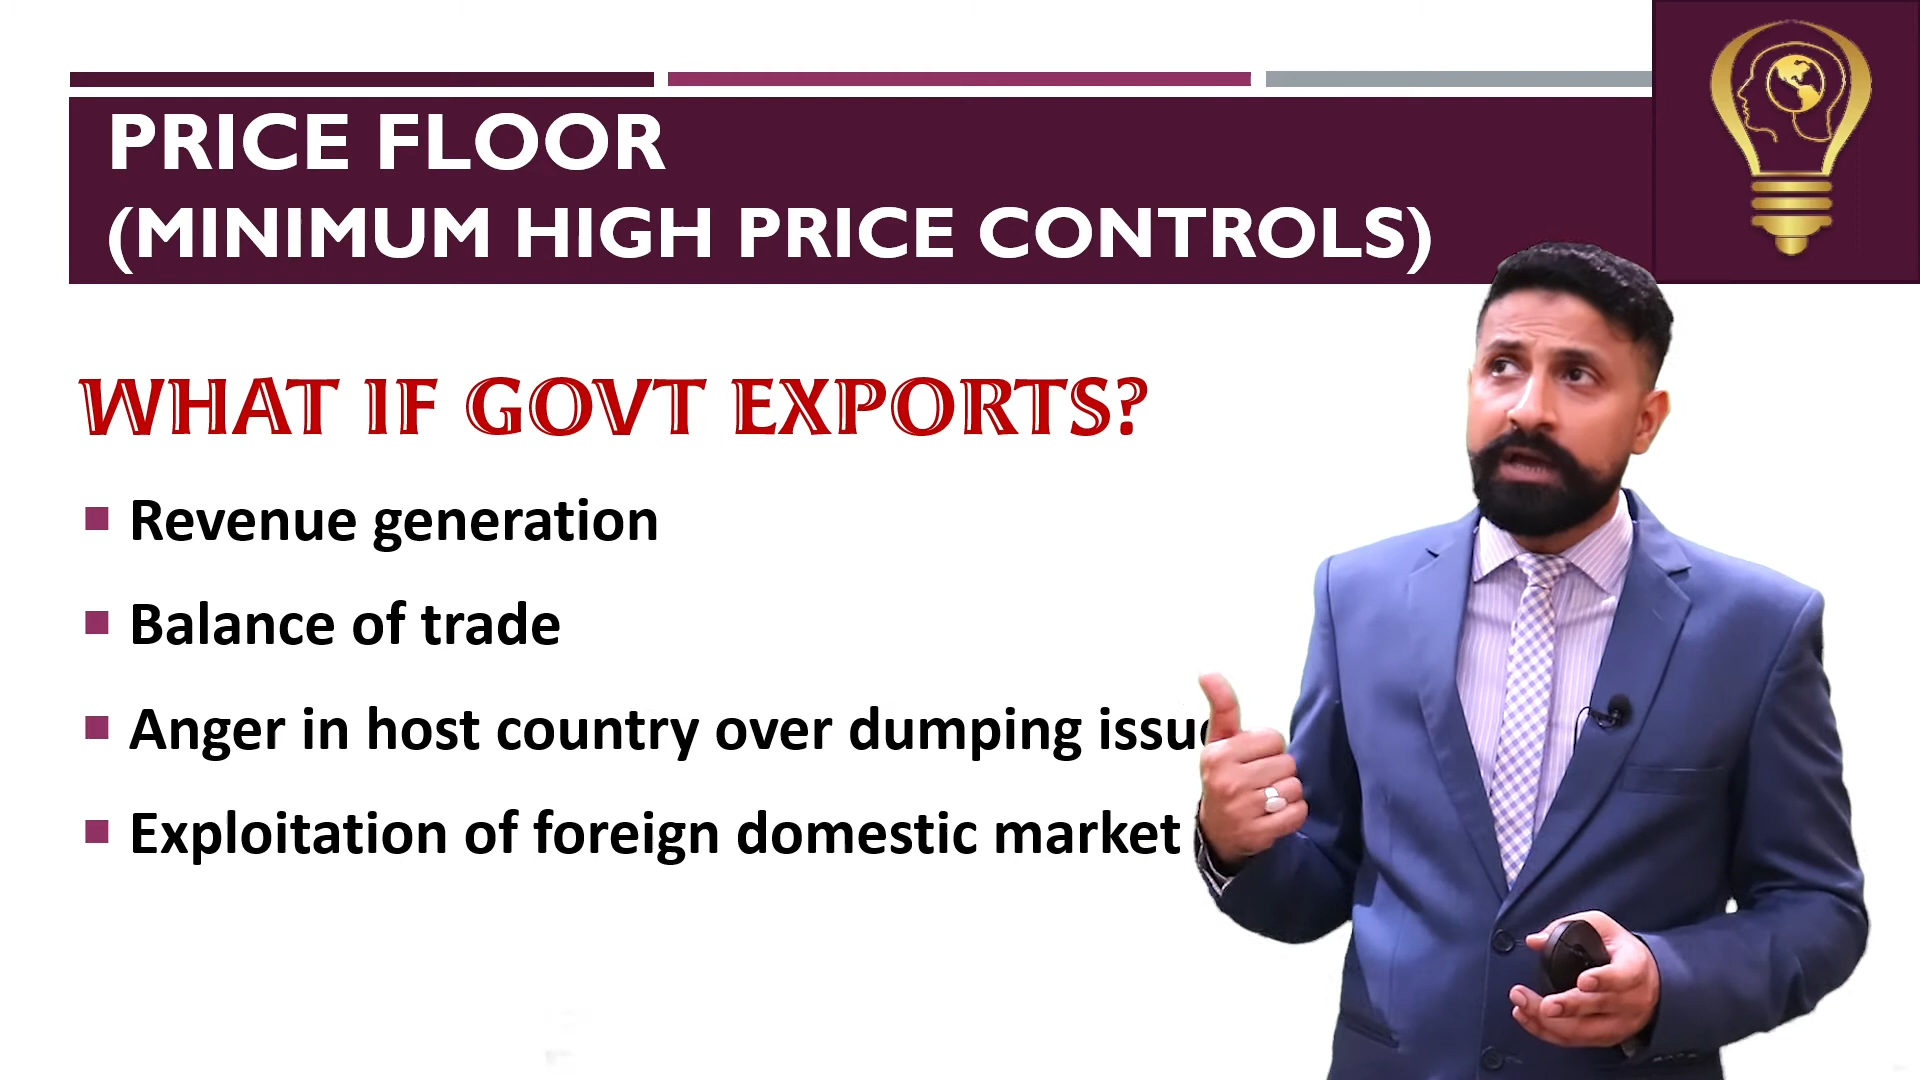 PRICE FLOOR
(MINIMUM HIGH PRICE CONTROLS)
WHAT IF GOVT EXPORTS?
Revenue generation
Balance of trade
Anger in host country over dumping
Exploitation of foreign domestic market